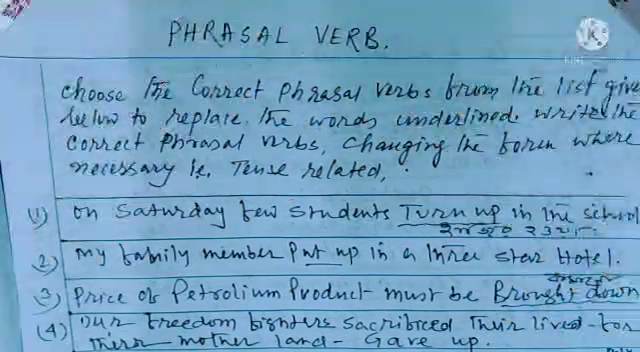 PHRASAL VERB.
choose the Correct Phrasal verbs from the list give
below to replace the words underlined. write the
correct Phrasal verbs, changing the form where
necessary ie, Tense related,
(1) on Saturday few students Turn up in the school
2) my family member Put up in a Three star Hotel.
3) Price of Petrolium Product must be Brought down
(4) Our freedom fighters sacrificed Their lived for
their mother land - Gave up.